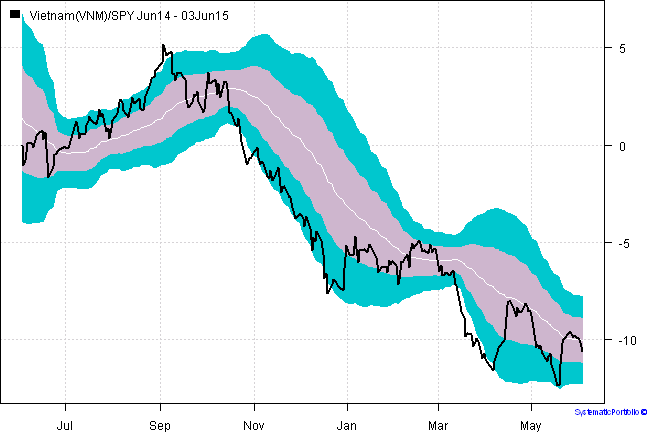 Vietnam(VNM)/SPY Jun14 - 03Jun15
5
0
-5
-10
Jul Sep Nov Jan Mar May
SystematicPortfolio ©